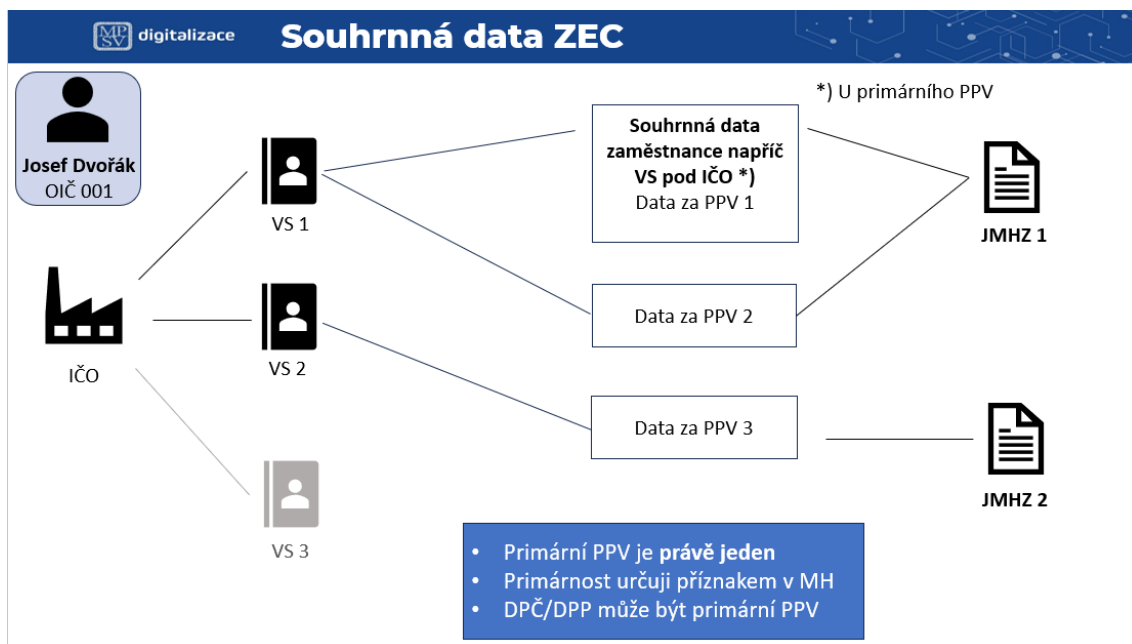 MP
SV
digitalizace
Souhrnná data ZEC
Josef Dvořák
OIČ 001
IČO
VS 1
VS 2
VS 3
Souhrnná data
zaměstnance napříč
VS pod IČO *)
Data za PPV 1
Data za PPV 2
Data za PPV 3
*) U primárního PPV
JMHZ 1
JMHZ 2
• Primární PPV je právě jeden
• Primárnost určuji příznakem v MH
• DPČ/DPP může být primární PPV